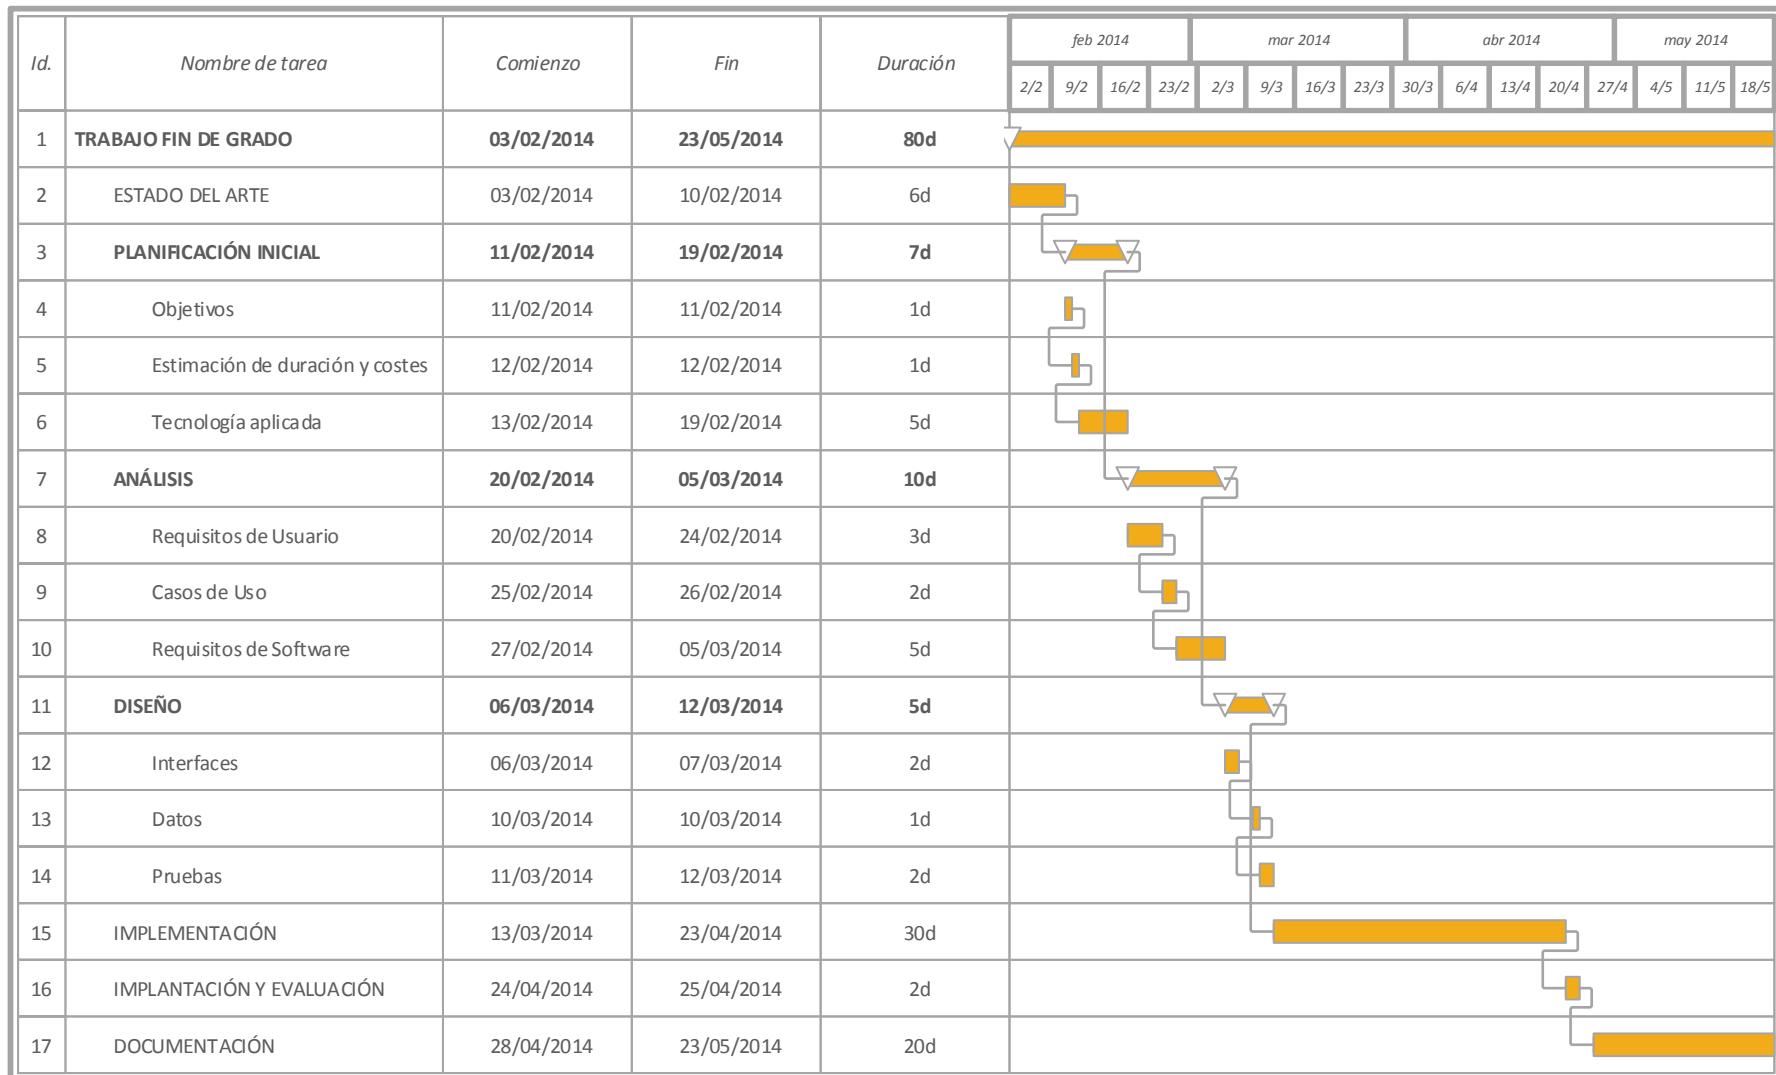 Id. Nombre de tarea Comienzo Fin Duración feb 2014 mar 2014 abr 2014 may 2014
2/2 9/2 16/2 23/2 2/3 9/3 16/3 23/3 30/3 6/4 13/4 20/4 27/4 4/5 11/5 18/5
1 TRABAJO FIN DE GRADO 03/02/2014 23/05/2014 80d
2 ESTADO DEL ARTE 03/02/2014 10/02/2014 6d
3 PLANIFICACIÓN INICIAL 11/02/2014 19/02/2014 7d
4 Objetivos 11/02/2014 11/02/2014 1d
5 Estimación de duración y costes 12/02/2014 12/02/2014 1d
6 Tecnología aplicada 13/02/2014 19/02/2014 5d
7 ANÁLISIS 20/02/2014 05/03/2014 10d
8 Requisitos de Usuario 20/02/2014 24/02/2014 3d
9 Casos de Uso 25/02/2014 26/02/2014 2d
10 Requisitos de Software 27/02/2014 05/03/2014 5d
11 DISEÑO 06/03/2014 12/03/2014 5d
12 Interfaces 06/03/2014 07/03/2014 2d
13 Datos 10/03/2014 10/03/2014 1d
14 Pruebas 11/03/2014 12/03/2014 2d
15 IMPLEMENTACIÓN 13/03/2014 23/04/2014 30d
16 IMPLANTACIÓN Y EVALUACIÓN 24/04/2014 25/04/2014 2d
17 DOCUMENTACIÓN 28/04/2014 23/05/2014 20d